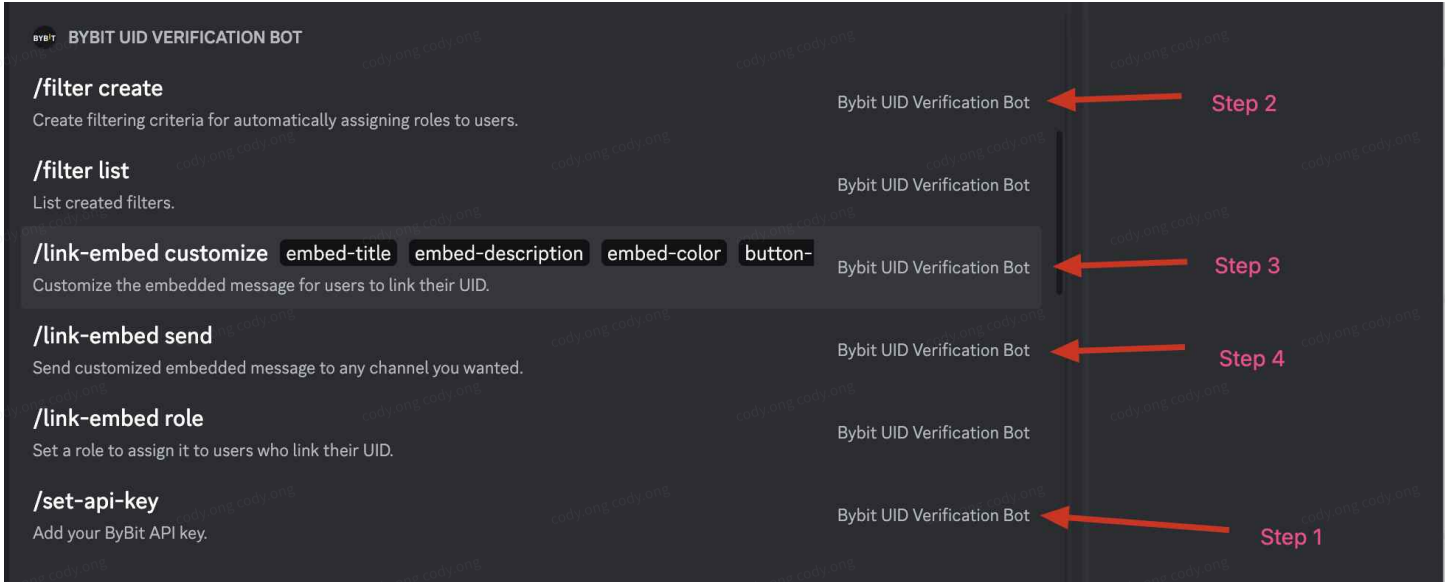 BYBIT BYBIT UID VERIFICATION BOT
/filter create
Create filtering criteria for automatically assigning roles to users.
Bybit UID Verification Bot
Step 2
/filter list
List created filters.
Bybit UID Verification Bot
/link-embed customize embed-title embed-description embed-color button-
Customize the embedded message for users to link their UID.
Bybit UID Verification Bot
Step 3
/link-embed send
Send customized embedded message to any channel you wanted.
Bybit UID Verification Bot
Step 4
/link-embed role
Set a role to assign it to users who link their UID.
Bybit UID Verification Bot
/set-api-key
Add your ByBit API key.
Bybit UID Verification Bot
Step 1
cody.ong cody.ong